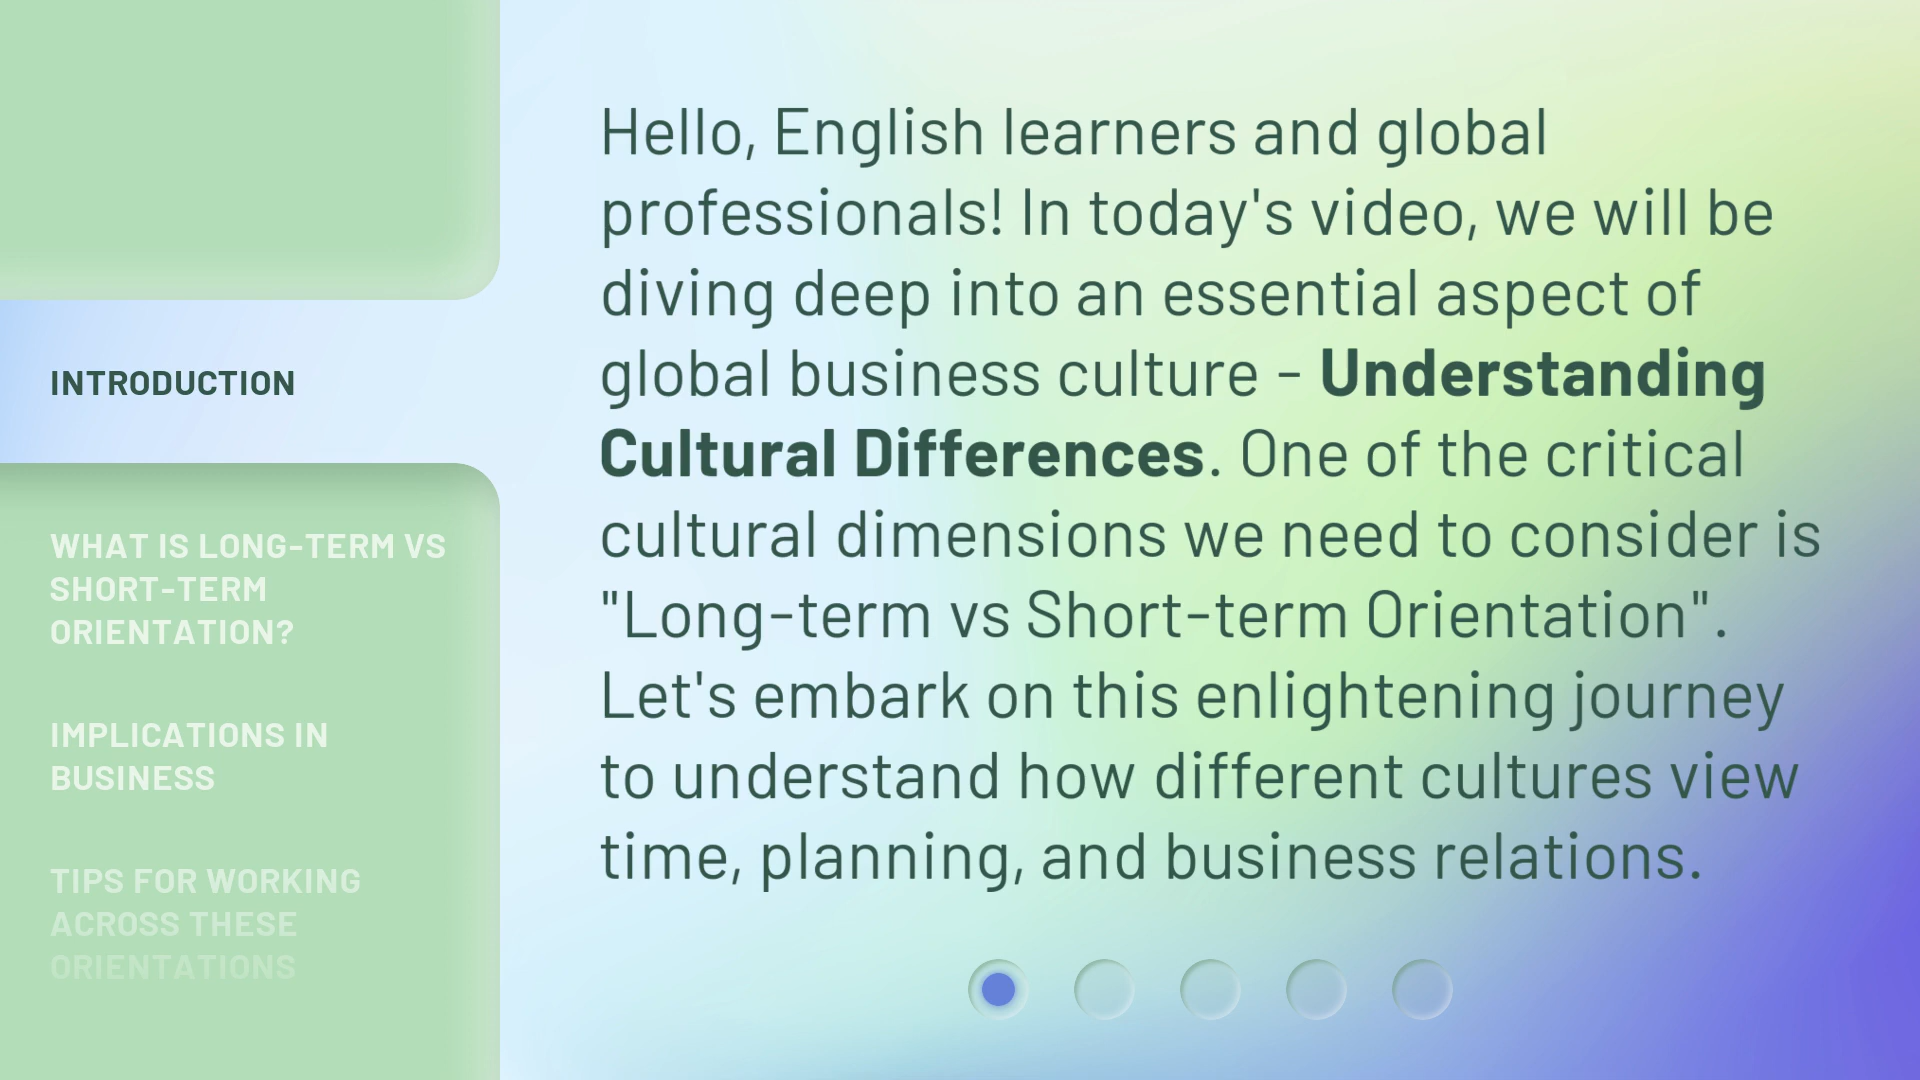 INTRODUCTION
WHAT IS LONG-TERM VS
SHORT-TERM
ORIENTATION?
IMPLICATIONS IN
BUSINESS
TIPS FOR WORKING
ACROSS THESE
ORIENTATIONS
Hello, English learners and global
professionals! In today's video, we will be
diving deep into an essential aspect of
global business culture - Understanding
Cultural Differences. One of the critical
cultural dimensions we need to consider is
"Long-term vs Short-term Orientation".
Let's embark on this enlightening journey
to understand how different cultures view
time, planning, and business relations.